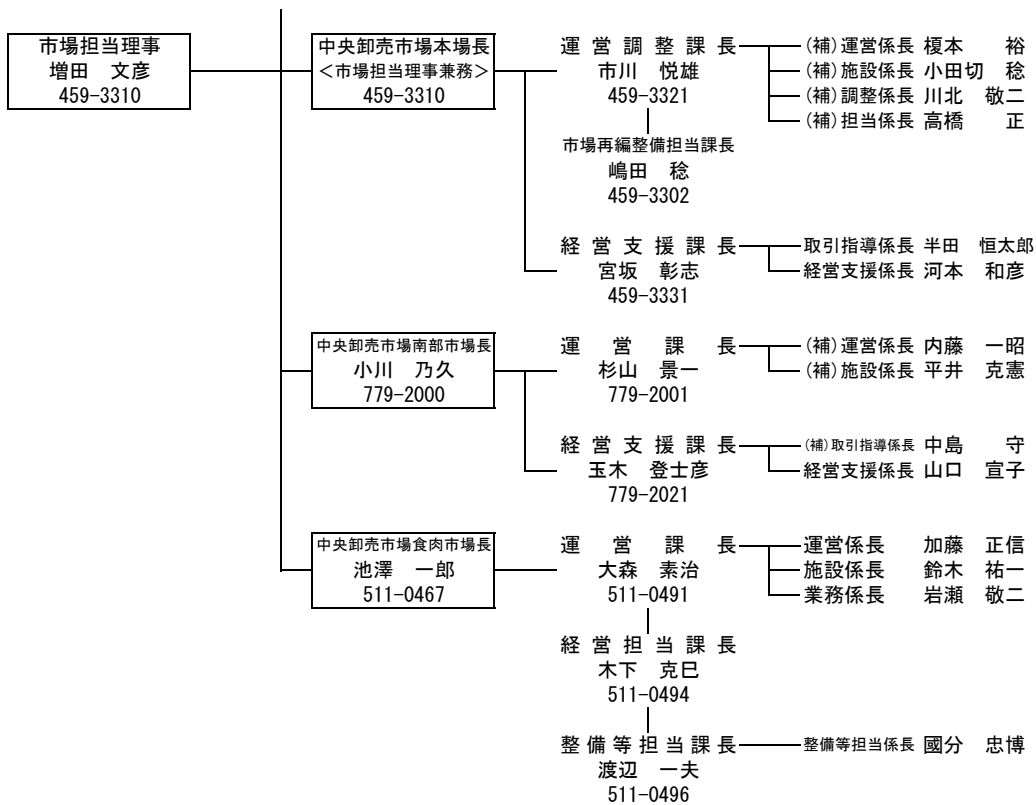 市場担当理事
増田 文彦
459-3310
中央卸売市場本場長
＜市場担当理事兼務＞
459-3310
運営調整課長
市川 悦雄
459-3321
(補)運営係長 榎本 裕
(補)施設係長 小田切 稔
(補)調整係長 川北 敬二
(補)担当係長 高橋 正
市場再編整備担当課長
嶋田 稔
459-3302
経営支援課長
宮坂 彰志
459-3331
取引指導係長 半田 恒太郎
経営支援係長 河本 和彦
中央卸売市場南部市場長
小川 乃久
779-2000
運営課長
杉山 景一
779-2001
(補)運営係長 内藤 一昭
(補)施設係長 平井 克憲
経営支援課長
玉木 登士彦
779-2021
(補)取引指導係長 中島 守
経営支援係長 山口 宣子
中央卸売市場食肉市場長
池澤 一郎
511-0467
運営課長
大森 素治
511-0491
運営係長 加藤 正信
施設係長 鈴木 祐一
業務係長 岩瀬 敬二
経営担当課長
木下 克巳
511-0494
整備等担当課長
渡辺 一夫
511-0496
整備等担当係長 國分 忠博